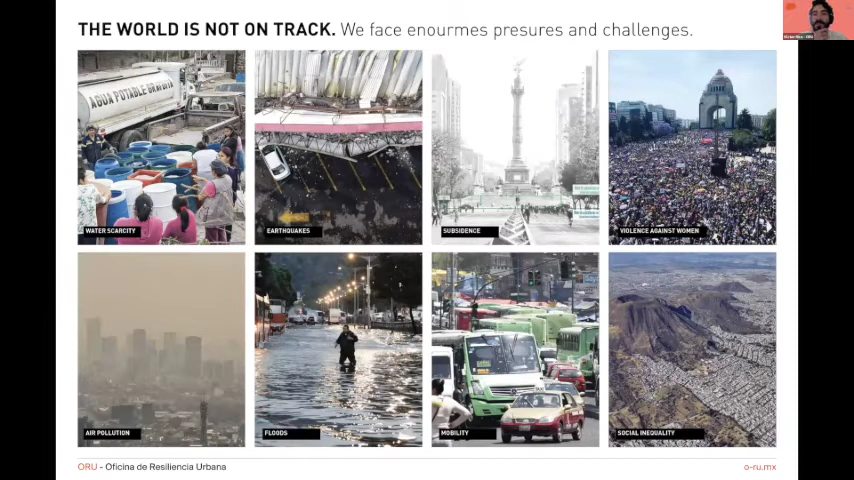 THE WORLD IS NOT ON TRACK. We face enourmes presures and challenges.
AGUA POTABLE GRATUITA
WATER SCARCITY
EARTHQUAKES
SUBSIDENCE
VIOLENCE AGAINST WOMEN
AIR POLLUTION
FLOODS
MOBILITY
SOCIAL INEQUALITY
ORU - Oficina de Resiliencia Urbana
o-ru.mx